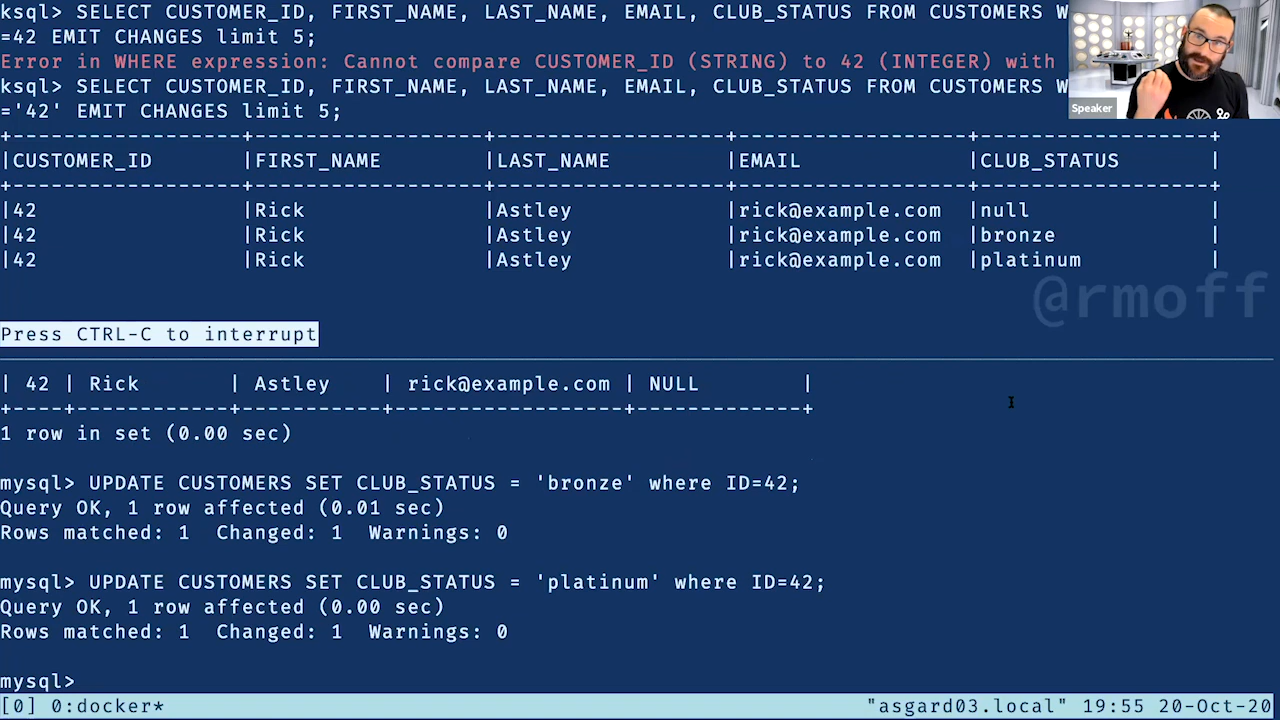 ksql> SELECT CUSTOMER_ID, FIRST_NAME, LAST_NAME, EMAIL, CLUB_STATUS FROM CUSTOMERS W
=42 EMIT CHANGES limit 5;
Error in WHERE expression: Cannot compare CUSTOMER_ID (STRING) to 42 (INTEGER) with
ksql> SELECT CUSTOMER_ID, FIRST_NAME, LAST_NAME, EMAIL, CLUB_STATUS FROM CUSTOMERS W
Speaker
='42' EMIT CHANGES limit 5;
+------------------+------------------+------------------+------------------+------------------+
|CUSTOMER_ID |FIRST_NAME |LAST_NAME |EMAIL |CLUB_STATUS |
+------------------+------------------+------------------+------------------+------------------+
|42 |Rick |Astley |rick@example.com |null |
|42 |Rick |Astley |rick@example.com |bronze |
|42 |Rick |Astley |rick@example.com |platinum |
@rmoff
Press CTRL-C to interrupt
| 42 | Rick | Astley | rick@example.com | NULL |
+----+------------+-----------+------------------+-------------+
1 row in set (0.00 sec)
mysql> UPDATE CUSTOMERS SET CLUB_STATUS = 'bronze' where ID=42;
Query OK, 1 row affected (0.01 sec)
Rows matched: 1 Changed: 1 Warnings: 0
mysql> UPDATE CUSTOMERS SET CLUB_STATUS = 'platinum' where ID=42;
Query OK, 1 row affected (0.00 sec)
Rows matched: 1 Changed: 1 Warnings: 0
mysql>
[0] 0:docker* "asgard03.local" 19:55 20-Oct-20